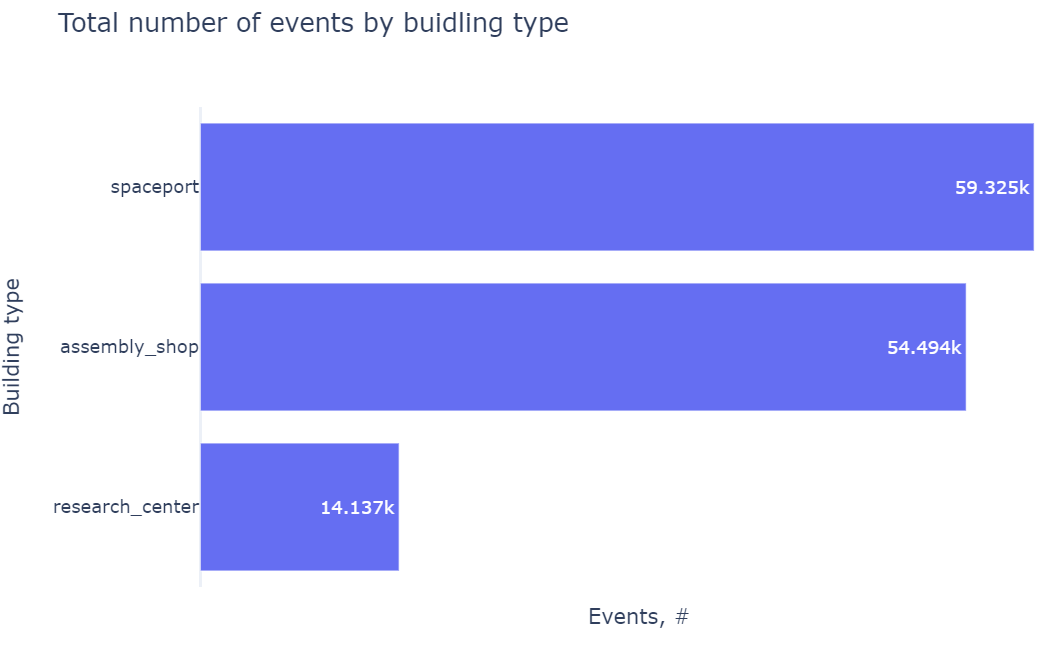 Total number of events by buidling type
spaceport
59.325k
assembly_shop
54.494k
research_center
14.137k
Building type
Events, #